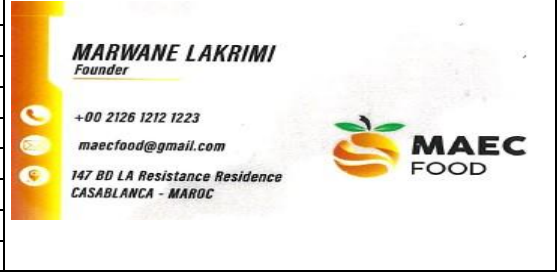 MARWANE LAKRIMI
Founder
+00 2126 1212 1223
maecfood@gmail.com
147 BD LA Resistance Residence
CASABLANCA - MAROC
MAEC
FOOD